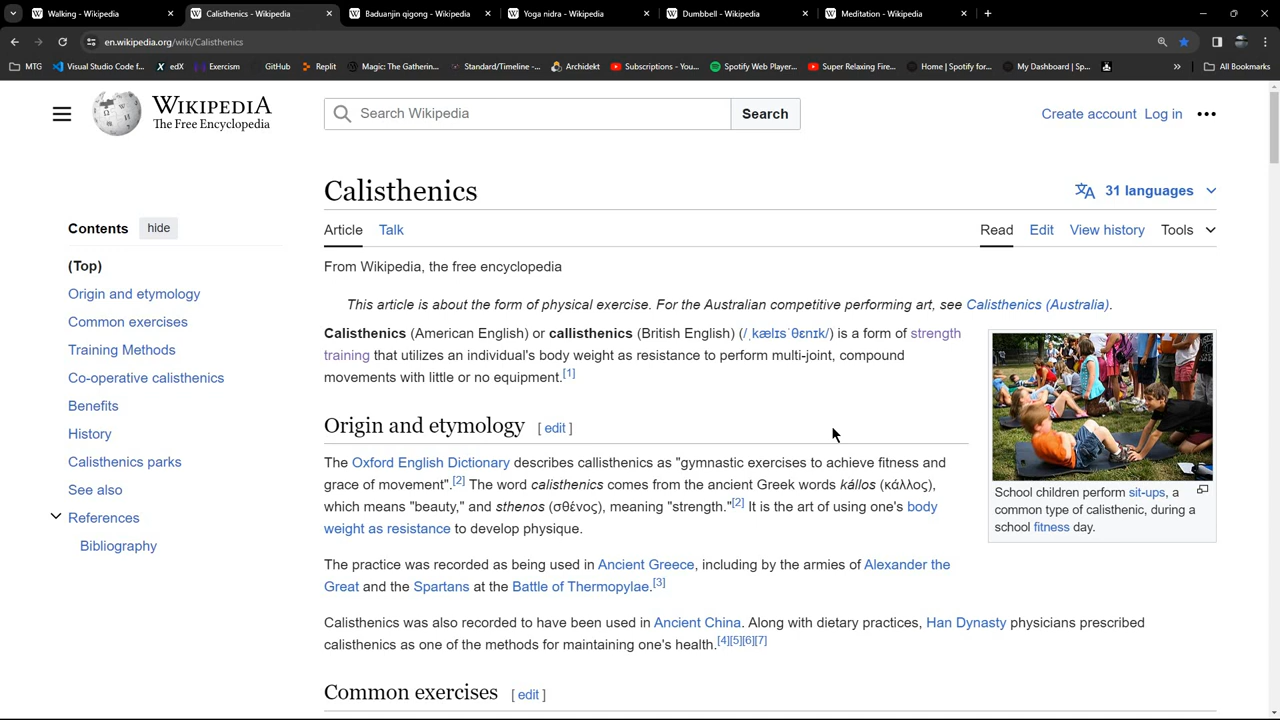 Walking - Wikipedia
Calisthenics - Wikipedia
Baduanjin qigong - Wikipedia
Yoga nidra - Wikipedia
Dumbbell - Wikipedia
Meditation - Wikipedia
en.wikipedia.org/wiki/Calisthenics
MTG
Visual Studio Code f...
edX
Exercism
GitHub
Replit
Magic: The Gatherin...
Standard/Timeline -...
Archidekt
Subscriptions - You...
Spotify Web Player...
Super Relaxing Fire...
Home | Spotify for...
My Dashboard | Sp...
All Bookmarks
WIKIPEDIA
The Free Encyclopedia
Search Wikipedia
Search
Create account
Log in
Calisthenics
31 languages
Contents
hide
Article
Talk
Read
Edit
View history
Tools
(Top)
Origin and etymology
Common exercises
Training Methods
Co-operative calisthenics
Benefits
History
Calisthenics parks
See also
References
Bibliography
From Wikipedia, the free encyclopedia
This article is about the form of physical exercise. For the Australian competitive performing art, see Calisthenics (Australia).
Calisthenics (American English) or callisthenics (British English) (/ˌkælɪsˈθɛnɪk/) is a form of strength
training that utilizes an individual's body weight as resistance to perform multi-joint, compound
movements with little or no equipment.[1]
Origin and etymology [ edit ]
The Oxford English Dictionary describes callisthenics as "gymnastic exercises to achieve fitness and
grace of movement".[2] The word calisthenics comes from the ancient Greek words kállos (κάλλος),
which means "beauty," and sthenos (σθένος), meaning "strength."[2] It is the art of using one's body
weight as resistance to develop physique.
The practice was recorded as being used in Ancient Greece, including by the armies of Alexander the
Great and the Spartans at the Battle of Thermopylae.[3]
Calisthenics was also recorded to have been used in Ancient China. Along with dietary practices, Han Dynasty physicians prescribed
calisthenics as one of the methods for maintaining one's health.[4][5][6][7]
Common exercises [ edit ]
School children perform sit-ups, a
common type of calisthenic, during a
school fitness day.